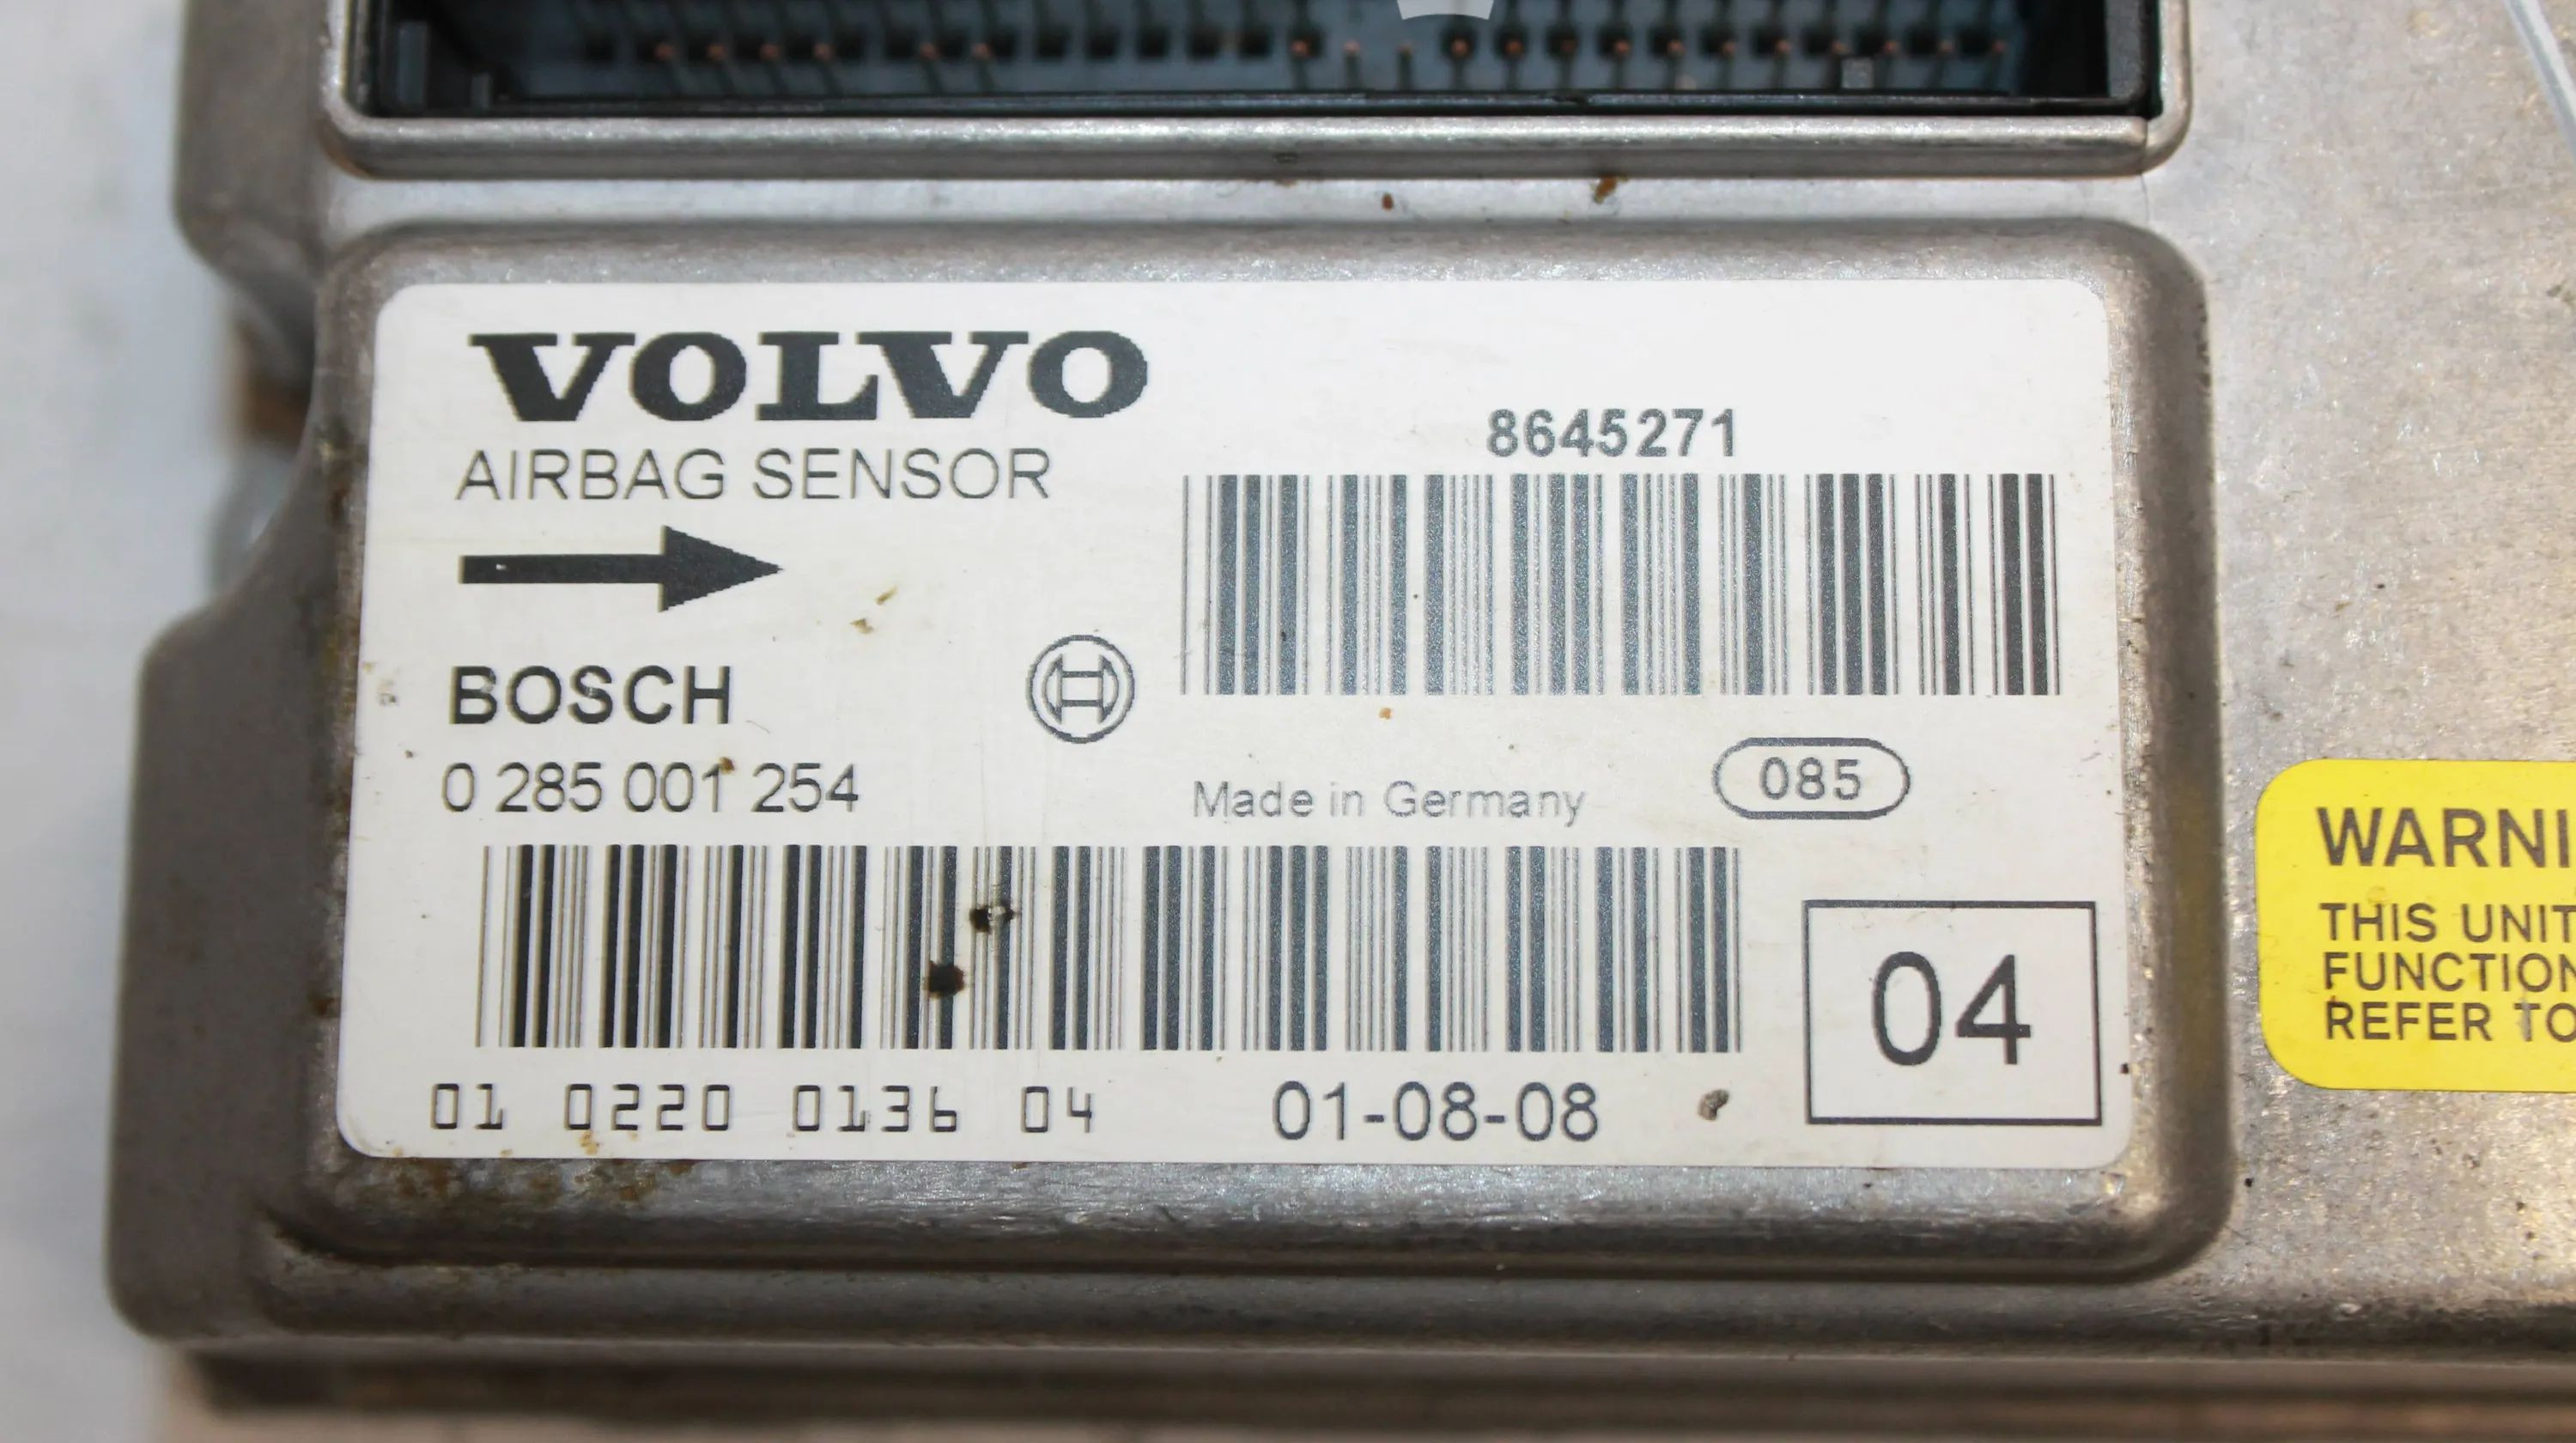 VOLVO
AIRBAG SENSOR
8645271
BOSCH
0 285 001 254
Made in Germany
085
01 0220 0136 04
01-08-08
04
WARNI
THIS UNIT
FUNCTION
REFER TO